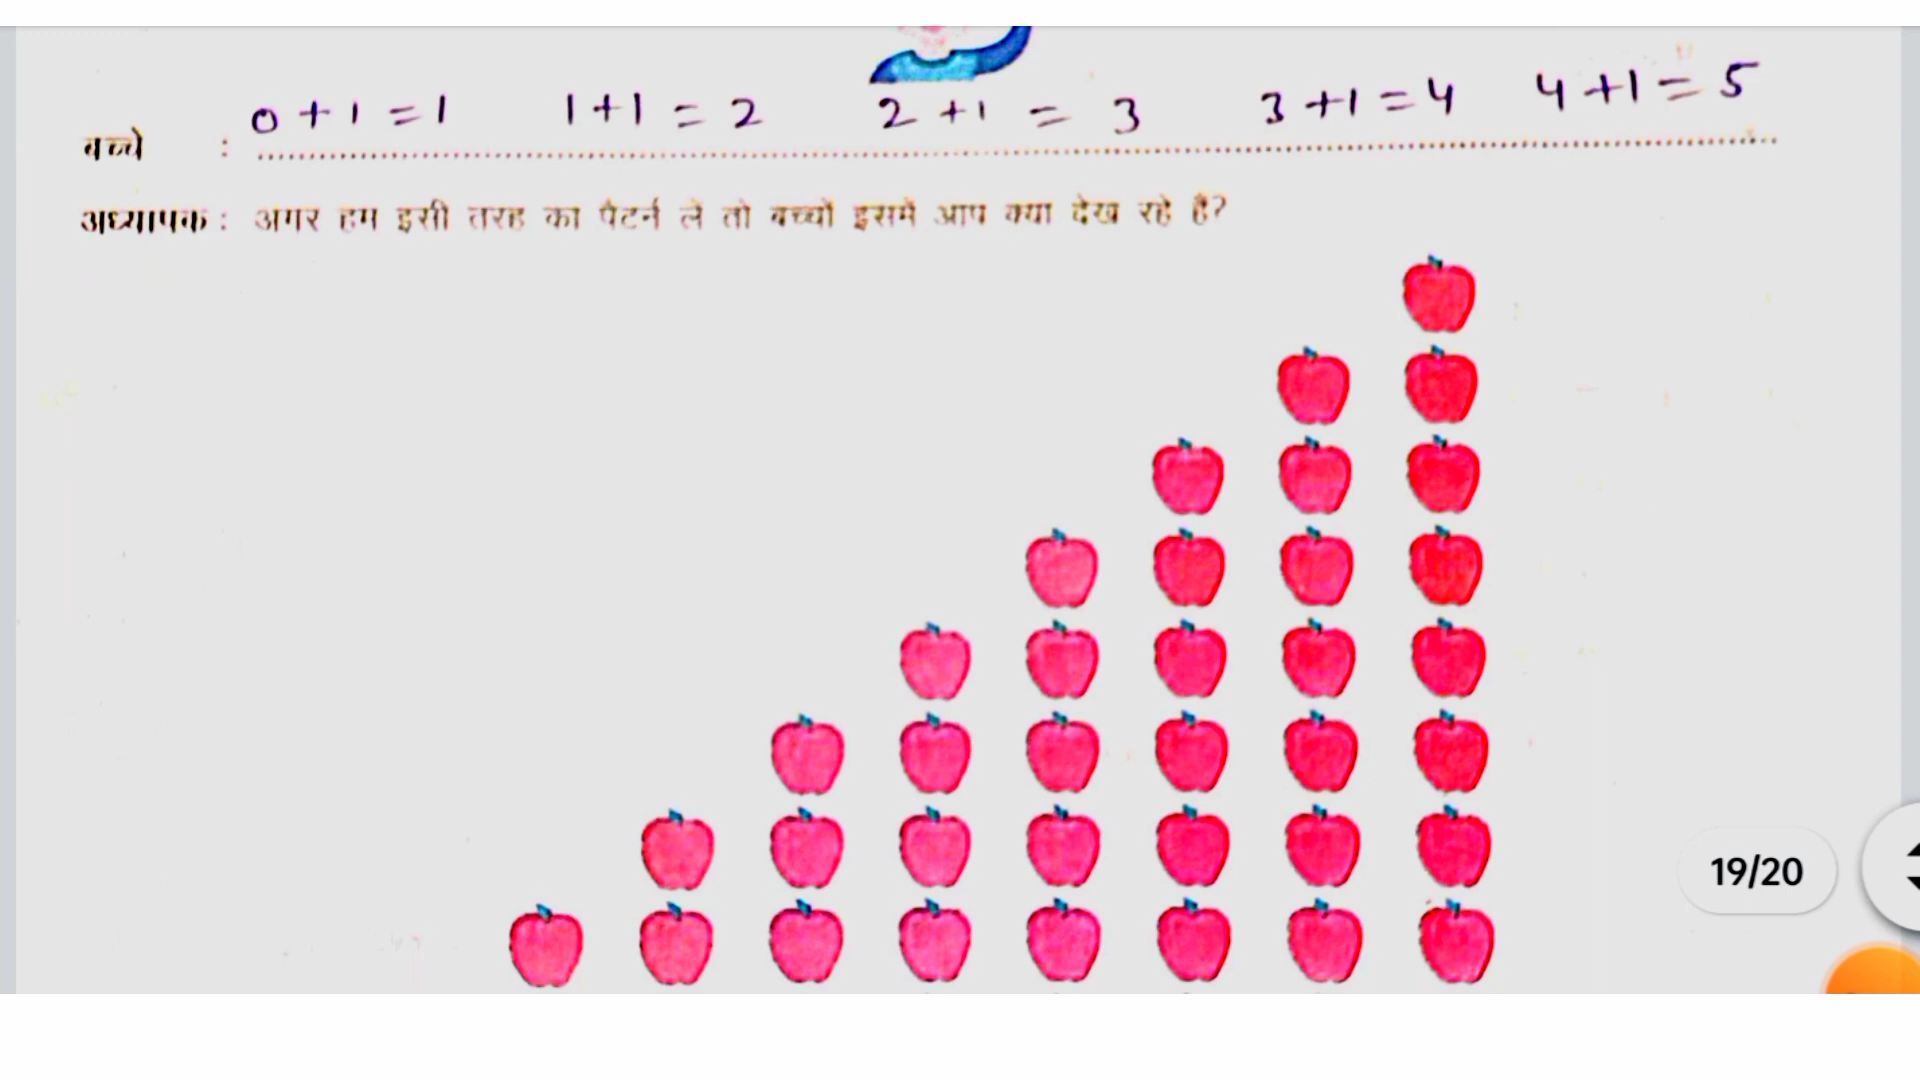 0 + 1 = 1 1 + 1 = 2 2 + 1 = 3 3 + 1 = 4 4 + 1 = 5
बच्चे : ........................................................................
अध्यापक : अगर हम इसी तरह का पैटर्न लें तो बच्चों इसमें आप क्या देख रहे हैं?
19/20